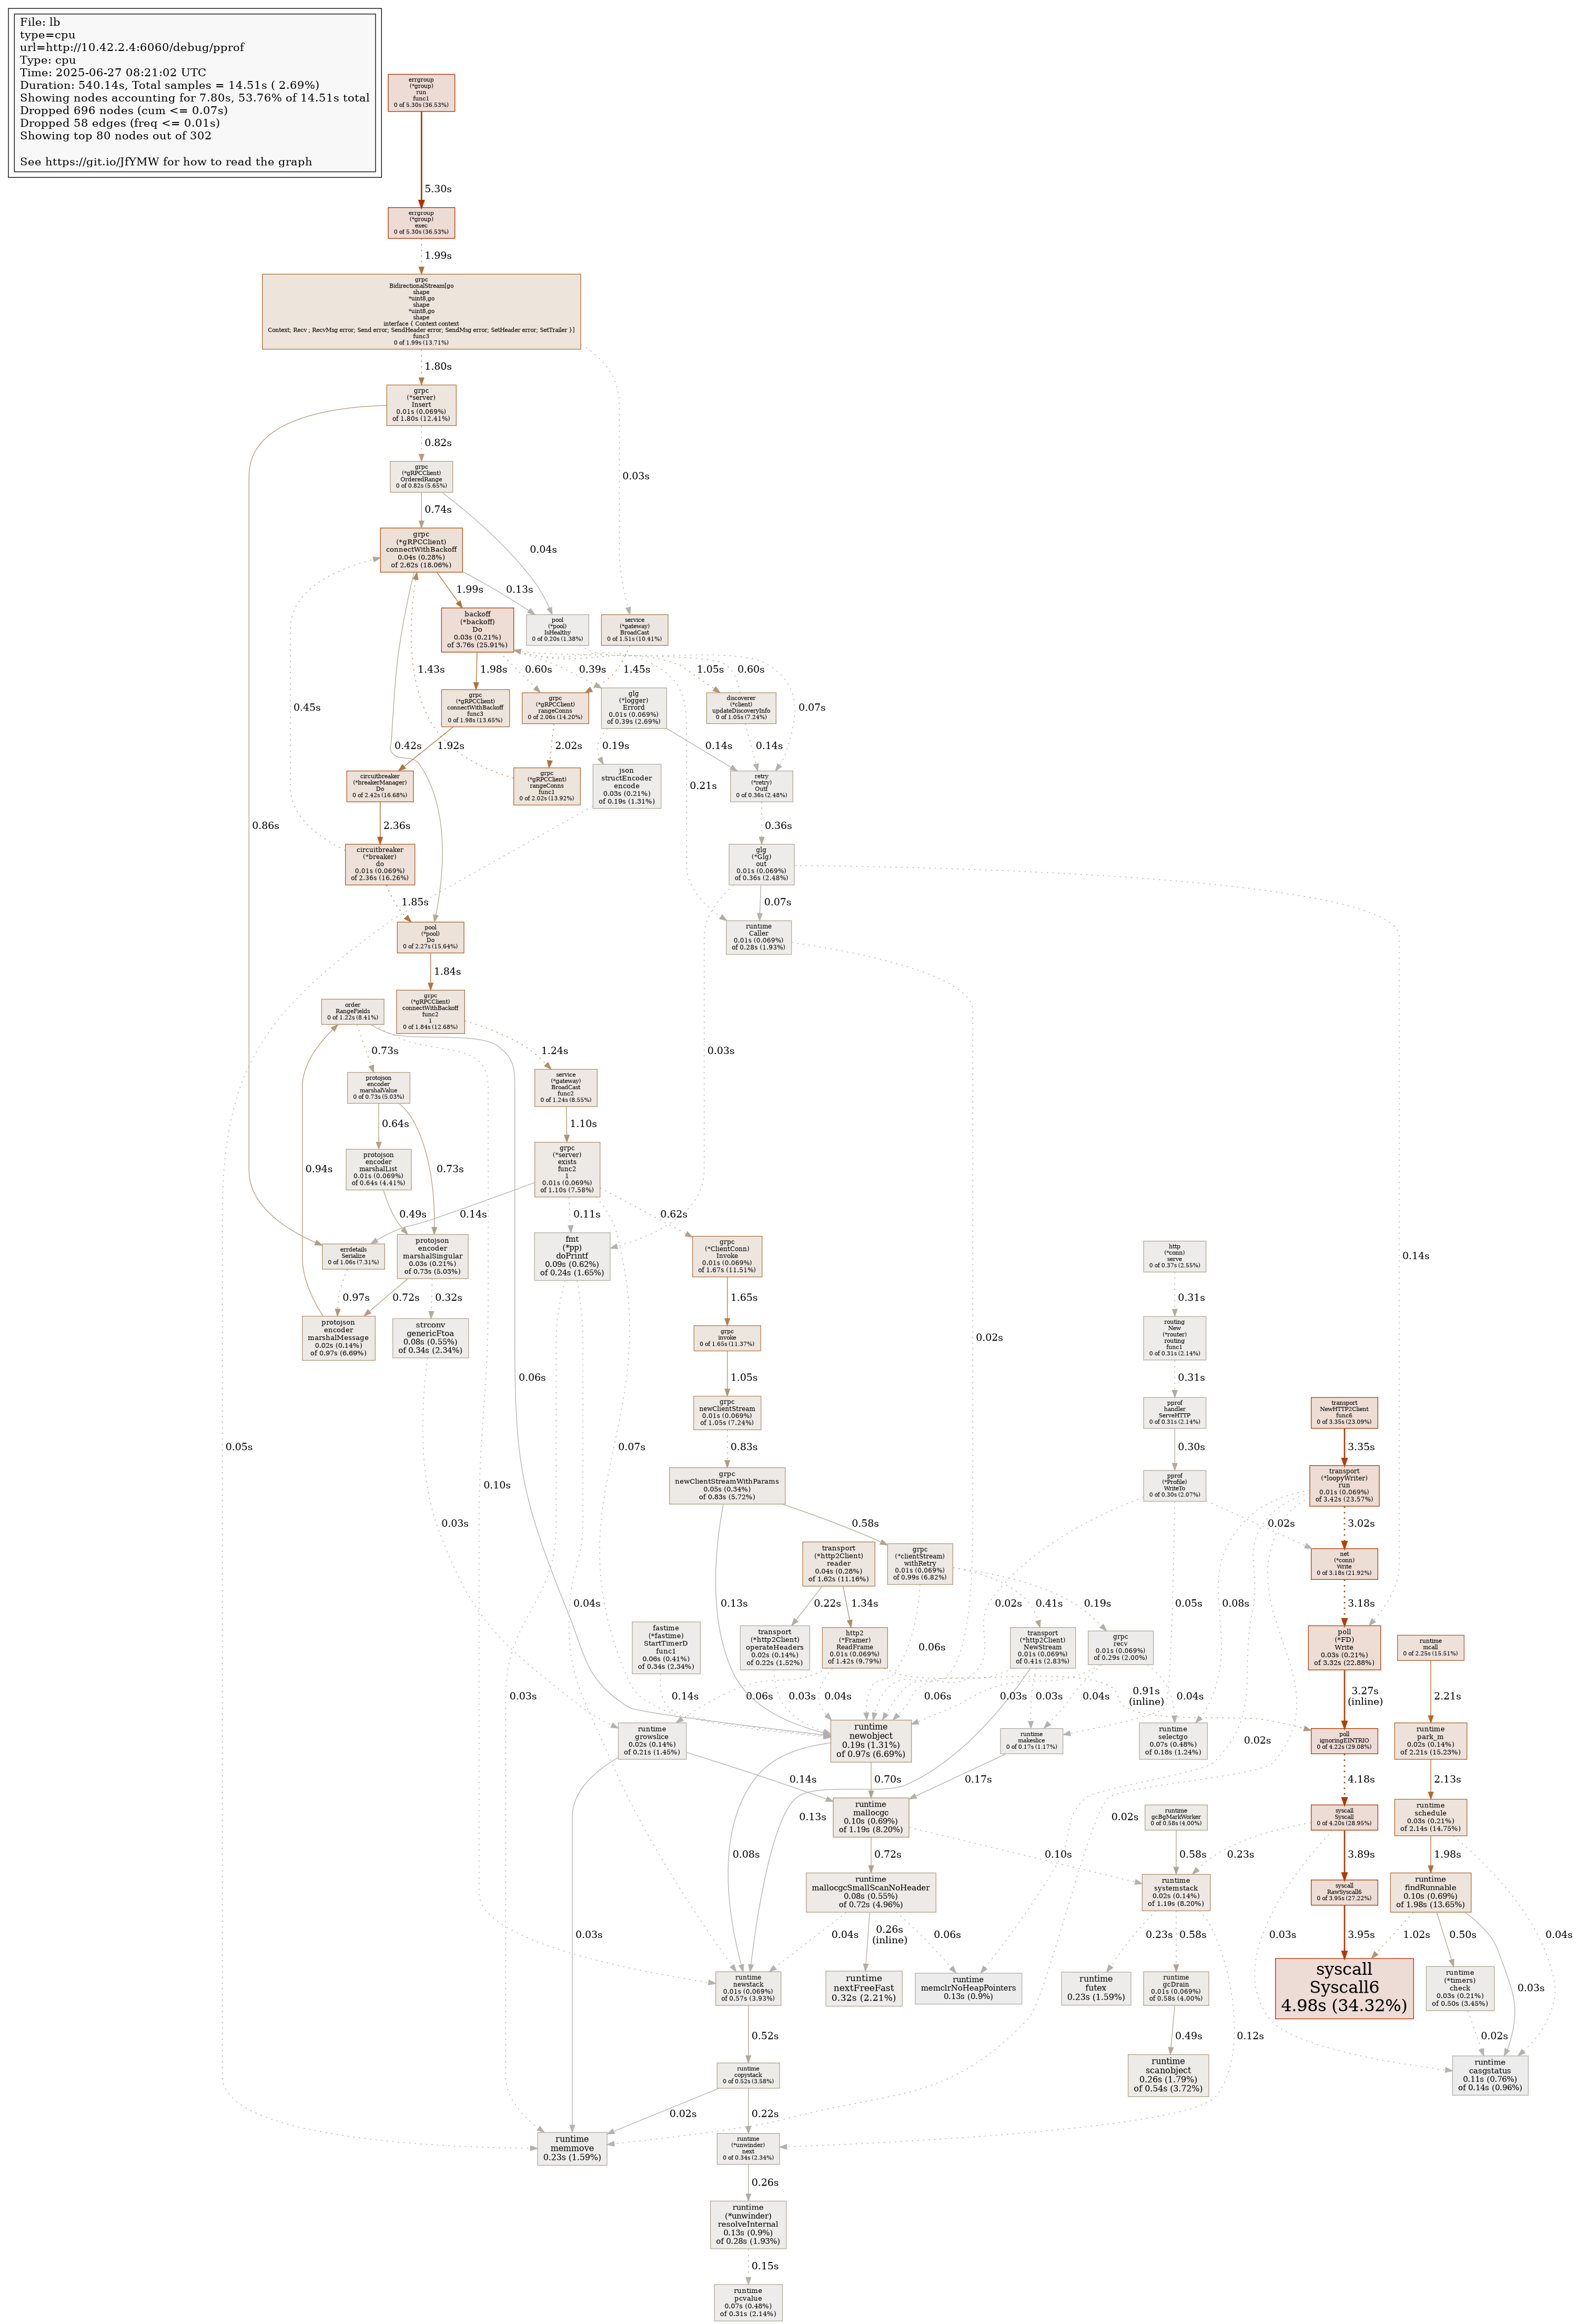 File: lb
type=cpu
url=http://10.42.2.4:6060/debug/pprof
Type: cpu
Time: 2025-06-27 08:21:02 UTC
Duration: 540.14s, Total samples = 14.51s ( 2.69%)
Showing nodes accounting for 7.80s, 53.76% of 14.51s total
Dropped 696 nodes (cum <= 0.07s)
Dropped 58 edges (freq <= 0.01s)
Showing top 80 nodes out of 302
See https://git.io/JfYMW for how to read the graph
errgroup
(*group)
run
func1
0 of 5.30s (36.53%)
5.30s
errgroup
(*group)
exec
0 of 5.30s (36.53%)
1.99s
grpc
BidirectionalStream[go
shape
*uint8,go
shape
*uint8,go
shape
interface { Context context
Context; Recv ; RecvMsg error; Send error; SendHeader error; SendMsg error; SetHeader error; SetTrailer }]
func3
0 of 1.99s (13.71%)
1.80s
grpc
(*server)
Insert
0.01s (0.069%)
of 1.80s (12.41%)
0.82s
0.03s
grpc
(*gRPCClient)
OrderedRange
0 of 0.82s (5.65%)
0.74s
0.04s
grpc
(*gRPCClient)
connectWithBackoff
0.04s (0.28%)
of 2.62s (18.06%)
1.99s
0.13s
backoff
(*backoff)
Do
0.03s (0.21%)
of 3.76s (25.91%)
pool
(*pool)
IsHealthy
0 of 0.20s (1.38%)
service
(*gateway)
BroadCast
0 of 1.51s (10.41%)
1.43s
1.98s
0.60s
0.39s
1.45s
1.05s
0.60s
0.45s
grpc
(*gRPCClient)
connectWithBackoff
func3
0 of 1.98s (13.65%)
grpc
(*gRPCClient)
rangeConns
0 of 2.06s (14.20%)
glg
(*logger)
Errord
0.01s (0.069%)
of 0.39s (2.69%)
discoverer
(*client)
updateDiscoveryInfo
0 of 1.05s (7.24%)
0.07s
0.42s
1.92s
2.02s
0.19s
0.14s
0.14s
circuitbreaker
(*breakerManager)
Do
0 of 2.42s (16.68%)
grpc
(*gRPCClient)
rangeConns
func1
0 of 2.02s (13.92%)
json
structEncoder
encode
0.03s (0.21%)
of 0.19s (1.31%)
0.21s
retry
(*retry)
Outf
0 of 0.36s (2.48%)
0.86s
2.36s
0.36s
circuitbreaker
(*breaker)
do
0.01s (0.069%)
of 2.36s (16.26%)
glg
(*Glg)
out
0.01s (0.069%)
of 0.36s (2.48%)
1.85s
0.07s
pool
(*pool)
Do
0 of 2.27s (15.64%)
runtime
Caller
0.01s (0.069%)
of 0.28s (1.93%)
1.84s
order
RangeFields
0 of 1.22s (8.41%)
grpc
(*gRPCClient)
connectWithBackoff
func2
1
0 of 1.84s (12.68%)
0.73s
1.24s
0.03s
protojson
encoder
marshalValue
0 of 0.73s (5.03%)
service
(*gateway)
BroadCast
func2
0 of 1.24s (8.55%)
0.64s
1.10s
0.94s
protojson
encoder
marshalList
0.01s (0.069%)
of 0.64s (4.41%)
0.73s
grpc
(*server)
exists
func2
1
0.01s (0.069%)
of 1.10s (7.58%)
0.49s
0.14s
0.11s
0.62s
errdetails
Serialize
0 of 1.06s (7.31%)
protojson
encoder
marshalSingular
0.03s (0.21%)
of 0.73s (5.03%)
fmt
(*pp)
doPrintf
0.09s (0.62%)
of 0.24s (1.65%)
grpc
(*ClientConn)
Invoke
0.01s (0.069%)
of 1.67s (11.51%)
http
(*conn)
serve
0 of 0.37s (2.55%)
0.14s
0.97s
0.72s
0.32s
1.65s
0.31s
protojson
encoder
marshalMessage
0.02s (0.14%)
of 0.97s (6.69%)
strconv
genericFtoa
0.08s (0.55%)
of 0.34s (2.34%)
grpc
invoke
0 of 1.65s (11.37%)
0.02s
routing
New
(*router)
routing
func1
0 of 0.31s (2.14%)
0.06s
1.05s
0.31s
grpc
newClientStream
0.01s (0.069%)
of 1.05s (7.24%)
pprof
handler
ServeHTTP
0 of 0.31s (2.14%)
transport
NewHTTP2Client
func6
0 of 3.35s (23.09%)
0.05s
0.07s
0.83s
0.30s
3.35s
0.10s
grpc
newClientStreamWithParams
0.05s (0.34%)
of 0.83s (5.72%)
pprof
(*Profile)
WriteTo
0 of 0.30s (2.07%)
transport
(*loopyWriter)
run
0.01s (0.069%)
of 3.42s (23.57%)
0.03s
0.58s
0.02s
3.02s
transport
(*http2Client)
reader
0.04s (0.28%)
of 1.62s (11.16%)
grpc
(*clientStream)
withRetry
0.01s (0.069%)
of 0.99s (6.82%)
net
(*conn)
Write
0 of 3.18s (21.92%)
0.04s
0.13s
0.22s
1.34s
0.02s
0.41s
0.19s
0.05s
0.08s
3.18s
fastime
(*fastime)
StartTimerD
func1
0.06s (0.41%)
of 0.34s (2.34%)
transport
(*http2Client)
operateHeaders
0.02s (0.14%)
of 0.22s (1.52%)
http2
(*Framer)
ReadFrame
0.01s (0.069%)
of 1.42s (9.79%)
0.06s
transport
(*http2Client)
NewStream
0.01s (0.069%)
of 0.41s (2.83%)
grpc
recv
0.01s (0.069%)
of 0.29s (2.00%)
poll
(*FD)
Write
0.03s (0.21%)
of 3.32s (22.88%)
runtime
mcall
0 of 2.25s (15.51%)
0.03s
0.14s
0.06s
0.03s
0.04s
0.06s
0.03s
0.03s
0.04s
0.91s
(inline)
0.04s
3.27s
(inline)
2.21s
runtime
growslice
0.02s (0.14%)
of 0.21s (1.45%)
runtime
newobject
0.19s (1.31%)
of 0.97s (6.69%)
runtime
makeslice
0 of 0.17s (1.17%)
runtime
selectgo
0.07s (0.48%)
of 0.18s (1.24%)
0.02s
poll
ignoringEINTRIO
0 of 4.22s (29.08%)
runtime
park_m
0.02s (0.14%)
of 2.21s (15.23%)
0.14s
0.70s
0.17s
4.18s
2.13s
0.13s
runtime
mallocgc
0.10s (0.69%)
of 1.19s (8.20%)
0.02s
runtime
gcBgMarkWorker
0 of 0.58s (4.00%)
syscall
Syscall
0 of 4.20s (28.95%)
runtime
schedule
0.03s (0.21%)
of 2.14s (14.75%)
0.08s
0.72s
0.10s
0.58s
0.23s
3.89s
1.98s
runtime
mallocgcSmallScanNoHeader
0.08s (0.55%)
of 0.72s (4.96%)
runtime
systemstack
0.02s (0.14%)
of 1.19s (8.20%)
syscall
RawSyscall6
0 of 3.95s (27.22%)
runtime
findRunnable
0.10s (0.69%)
of 1.98s (13.65%)
0.03s
0.04s
0.26s
(inline)
0.06s
0.23s
0.58s
0.03s
3.95s
1.02s
0.50s
0.04s
runtime
newstack
0.01s (0.069%)
of 0.57s (3.93%)
runtime
nextFreeFast
0.32s (2.21%)
runtime
memclrNoHeapPointers
0.13s (0.9%)
runtime
futex
0.23s (1.59%)
runtime
gcDrain
0.01s (0.069%)
of 0.58s (4.00%)
syscall
Syscall6
4.98s (34.32%)
runtime
(*timers)
check
0.03s (0.21%)
of 0.50s (3.45%)
0.03s
0.52s
0.49s
0.12s
0.02s
runtime
copystack
0 of 0.52s (3.58%)
runtime
scanobject
0.26s (1.79%)
of 0.54s (3.72%)
runtime
casgstatus
0.11s (0.76%)
of 0.14s (0.96%)
0.02s
0.22s
runtime
memmove
0.23s (1.59%)
runtime
(*unwinder)
next
0 of 0.34s (2.34%)
0.26s
runtime
(*unwinder)
resolveInternal
0.13s (0.9%)
of 0.28s (1.93%)
0.15s
runtime
pcvalue
0.07s (0.48%)
of 0.31s (2.14%)